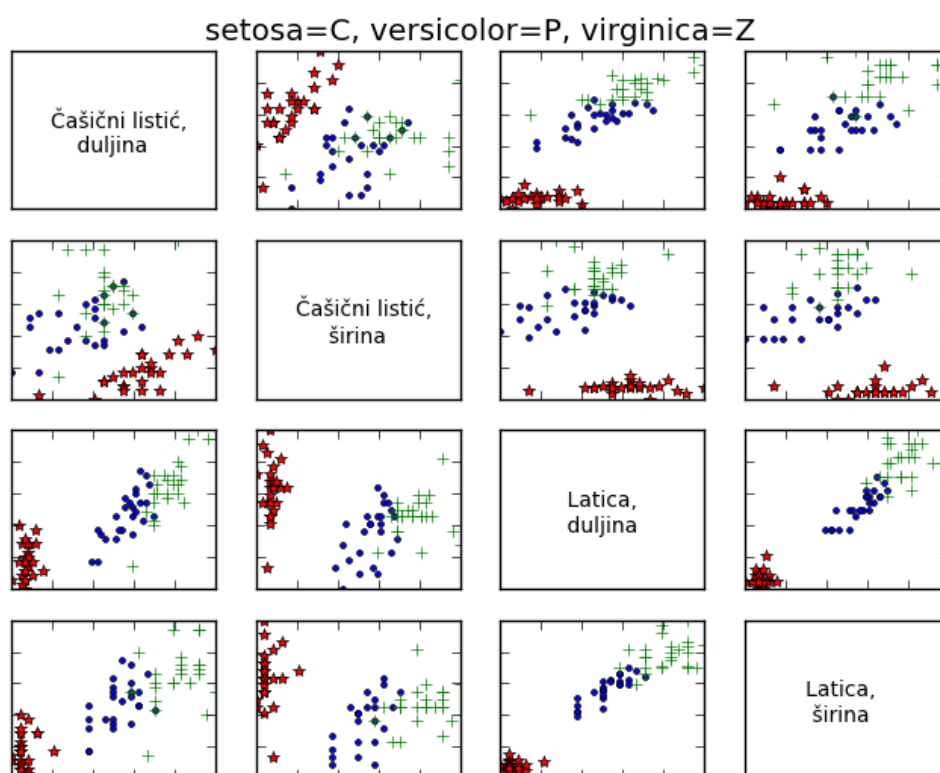 setosa=C, versicolor=P, virginica=Z
Čašični listić,
duljina
Čašični listić,
širina
Latica,
duljina
Latica,
širina